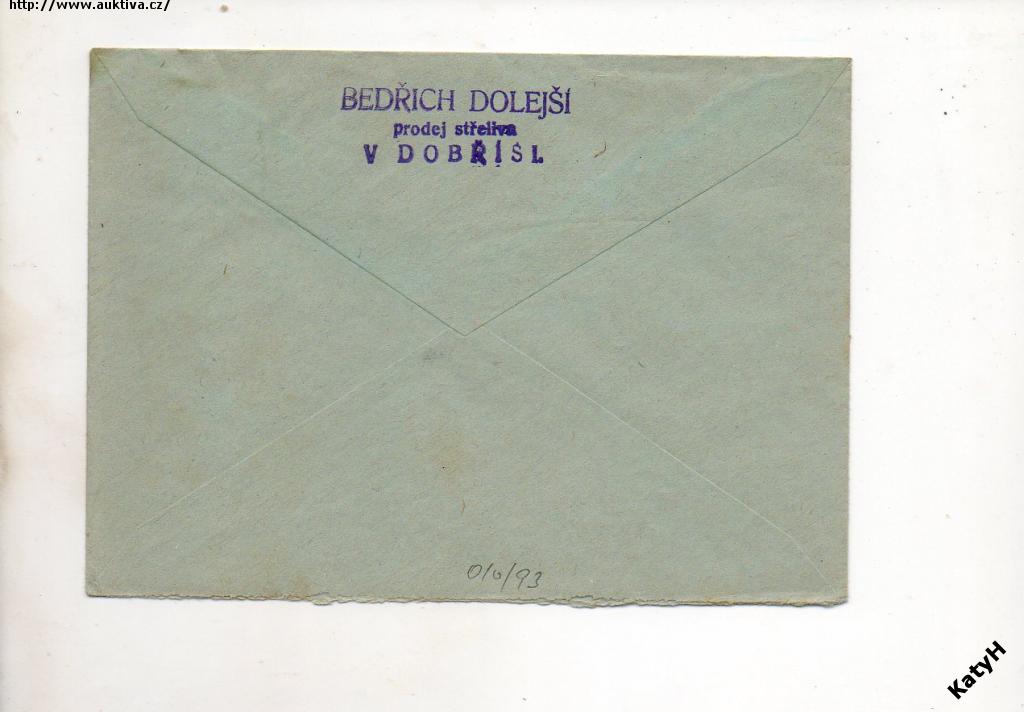 http://www.auktiva.cz/
BEDŘICH DOLEJŠÍ
prodej střeliva
V DOBŘÍŠI.
0/0/93
KatyH